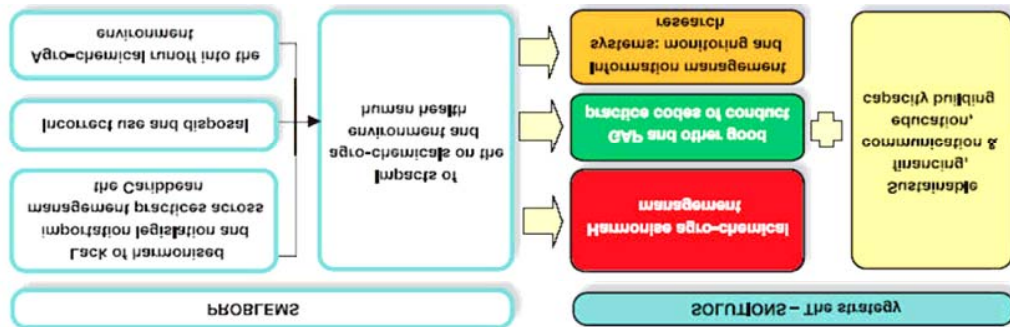 PROBLEMS
SOLUTIONS – The strategy
Lack of harmonised
importation legislation and
management practices across
the Caribbean
Incorrect use and disposal
Agro-chemical runoff into the
environment
Impacts of
agro-chemicals on the
environment and
human health
Harmonise agro-chemical
management
GAP and other good
practice codes of conduct
Information management
systems: monitoring and
research
Sustainable
financing,
communication &
education,
capacity building